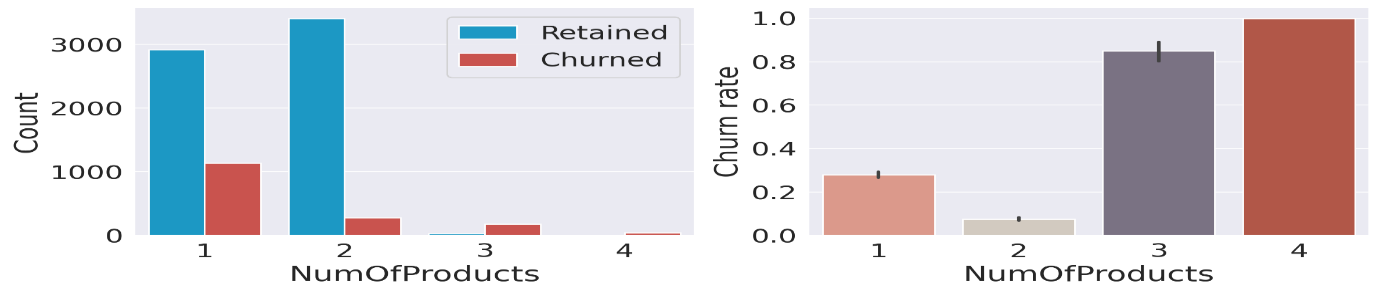 Count
3000
2000
1000
0
Retained
Churned
1 2 3 4
NumOfProducts
Churn rate
1.0
0.8
0.6
0.4
0.2
0.0
1 2 3 4
NumOfProducts